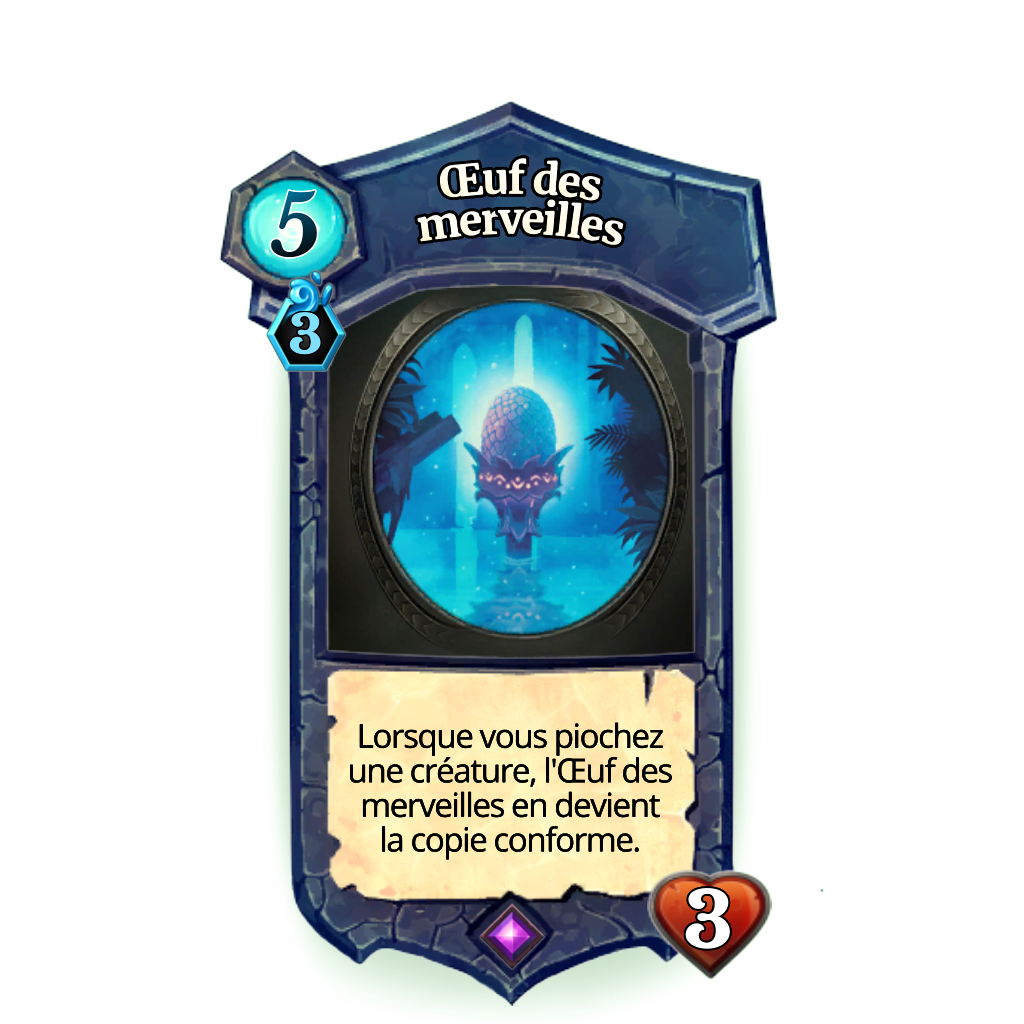 5
Œuf des
merveilles
3
Lorsque vous piochez
une créature, l'Œuf des
merveilles en devient
la copie conforme.
3